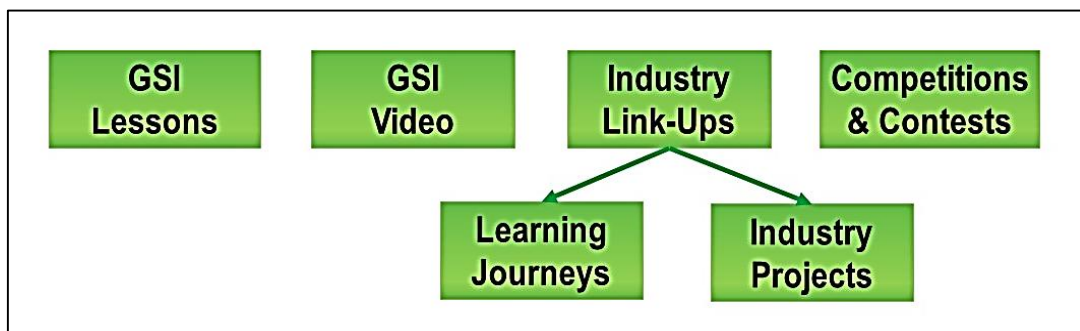 GSI
Lessons
GSI
Video
Industry
Link-Ups
Competitions
& Contests
Learning
Journeys
Industry
Projects